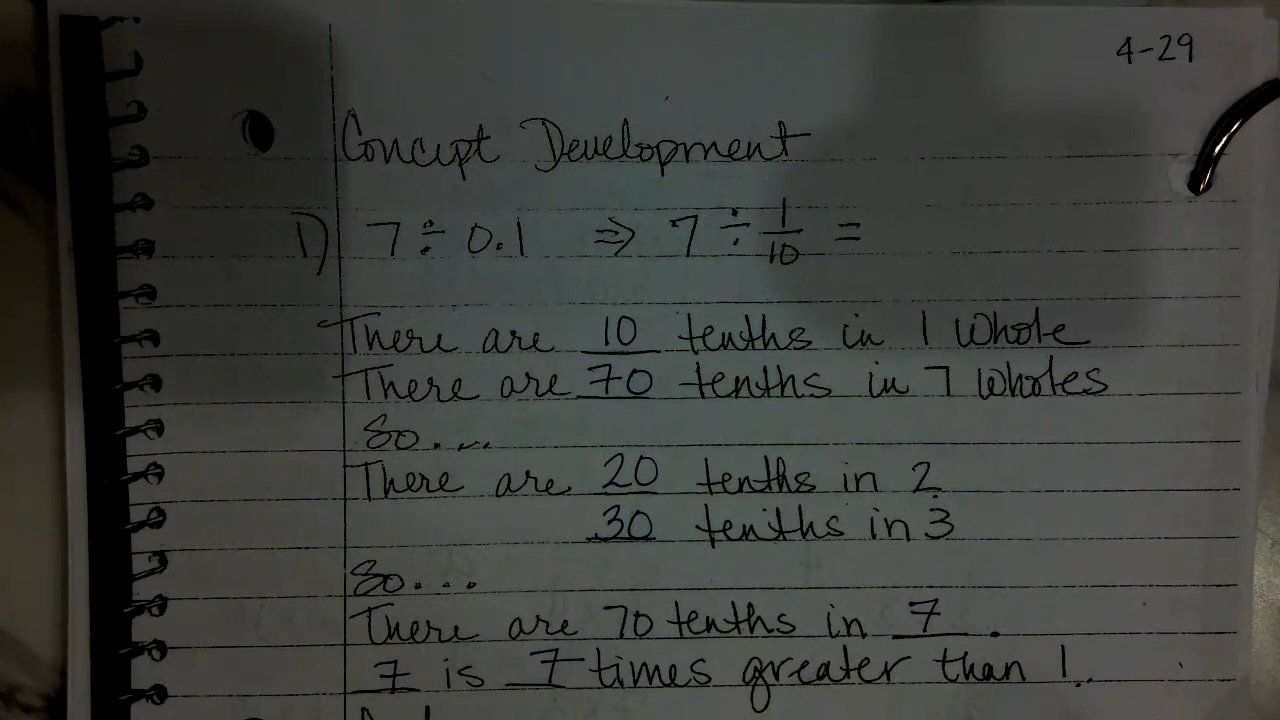 4-29
Concept Development
1) 7 ÷ 0.1 ⇒ 7 ÷ 1/10 =
There are 10 tenths in 1 whole
There are 70 tenths in 7 wholes
So....
There are 20 tenths in 2
30 tenths in 3
So....
There are 70 tenths in 7.
7 is 7 times greater than 1.